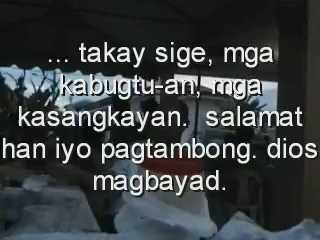 ... takay sige, mga
kabugtu-an, mga
kasangkayan.  salamat
han iyo pagtambong. dios
magbayad.